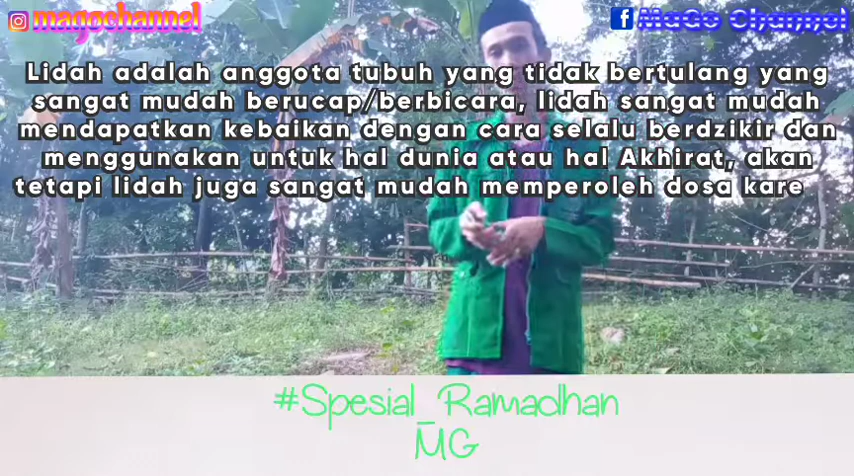 magochannel
MaGo Channel
Lidah adalah anggota tubuh yang tidak bertulang yang
sangat mudah berucap/berbicara, lidah sangat mudah
mendapatkan kebaikan dengan cara selalu berdzikir dan
menggunakan untuk hal dunia atau hal Akhirat, akan
tetapi lidah juga sangat mudah memperoleh dosa kare
#Spesial_Ramadhan
MG